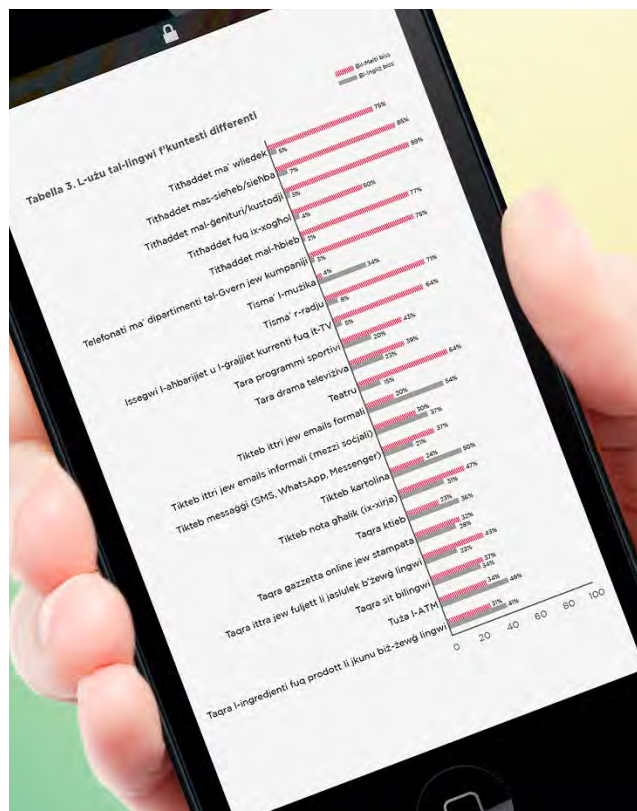 Bil-Malti biss
Bl-Ingliż biss
Tabella 3. L-użu tal-lingwi f'kuntesti differenti
Titħaddet ma' wliedek
75%
5%
Titħaddet mas-sieħeb/sieħba
85%
7%
Titħaddet mal-ġenituri/kustodji
89%
3%
Titħaddet fuq ix-xogħol
50%
4%
Titħaddet mal-ħbieb
77%
2%
Telefonati ma' dipartimenti tal-Gvern jew kumpaniji
75%
3%
Tisma' l-mużika
4%
34%
Tisma' r-radju
71%
8%
Issegwi l-aħbarijiet u l-ġrajjiet kurrenti fuq it-TV
64%
5%
Tara programmi sportivi
43%
20%
Tara drama televiżiva
39%
23%
Teatru
64%
15%
Tikteb ittri jew emails formali
20%
54%
Tikteb ittri jew emails informali (mezzi soċjali)
30%
37%
Tikteb messaġġi (SMS, WhatsApp, Messenger)
37%
21%
Tikteb kartolina
24%
50%
Tikteb nota għalik (ix-xirja)
47%
31%
Taqra ktieb
23%
36%
Taqra gazzetta online jew stampata
32%
28%
Taqra ittra jew fuljett li jaslulek b'żewġ lingwi
43%
23%
Taqra sit bilingwi
37%
34%
Tuża l-ATM
34%
48%
Taqra l-ingredjenti fuq prodott li jkunu biż-żewġ lingwi
31%
41%
0 20 40 60 80 100